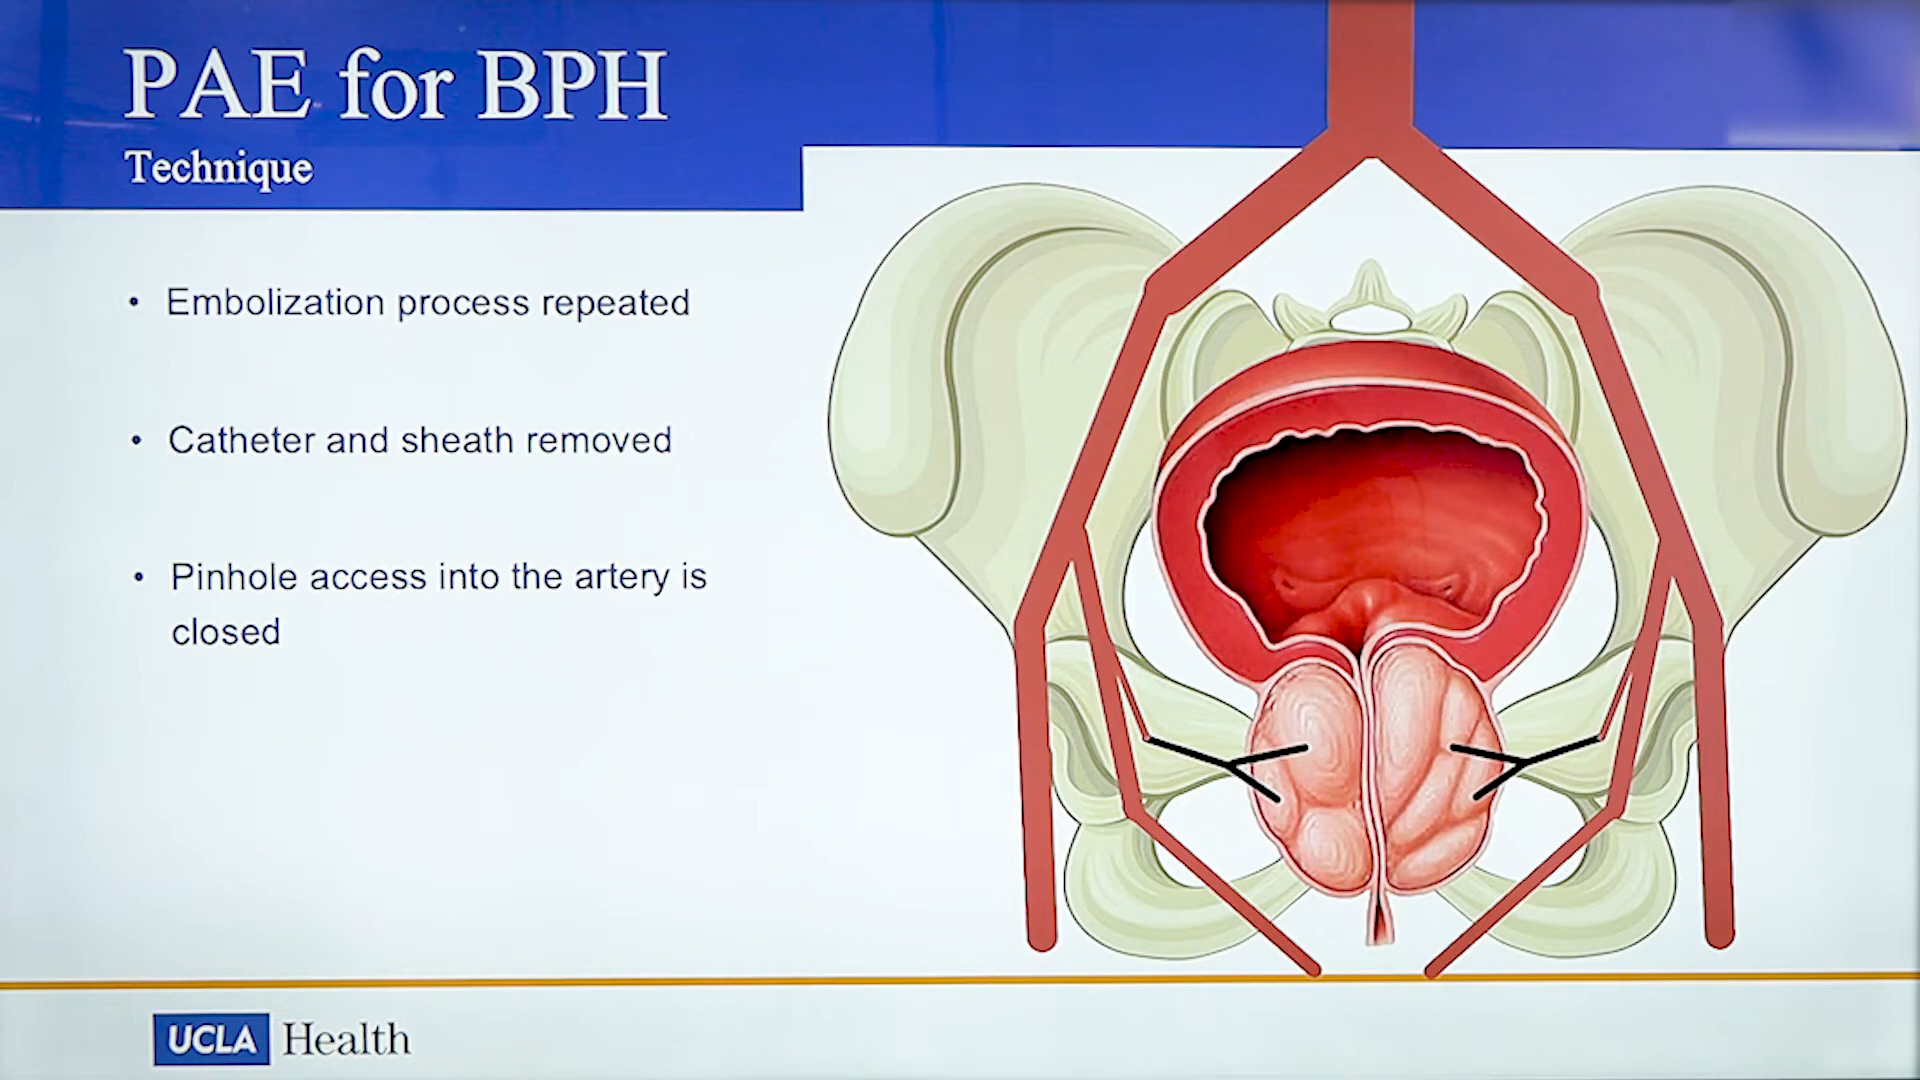 PAE for BPH
Technique
• Embolization process repeated
• Catheter and sheath removed
• Pinhole access into the artery is
closed
UCLA Health